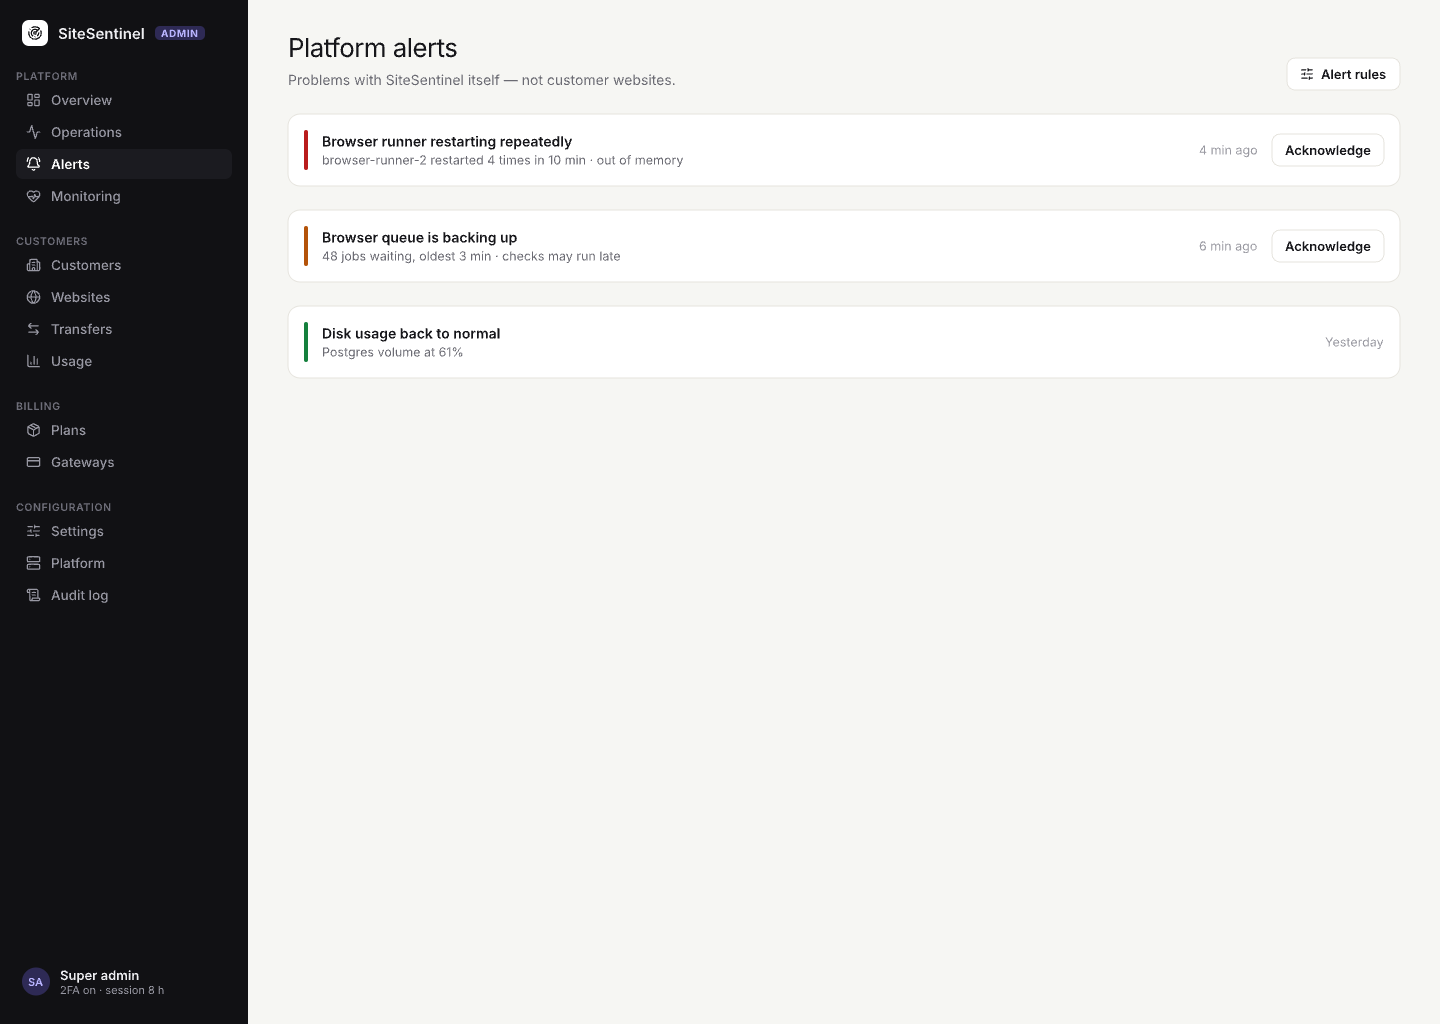 SiteSentinel ADMIN
PLATFORM
Overview
Operations
Alerts
Monitoring
CUSTOMERS
Customers
Websites
Transfers
Usage
BILLING
Plans
Gateways
CONFIGURATION
Settings
Platform
Audit log
SA
Super admin
2FA on · session 8 h
Platform alerts
Problems with SiteSentinel itself — not customer websites.
Alert rules
Browser runner restarting repeatedly
browser-runner-2 restarted 4 times in 10 min · out of memory
4 min ago
Acknowledge
Browser queue is backing up
48 jobs waiting, oldest 3 min · checks may run late
6 min ago
Acknowledge
Disk usage back to normal
Postgres volume at 61%
Yesterday